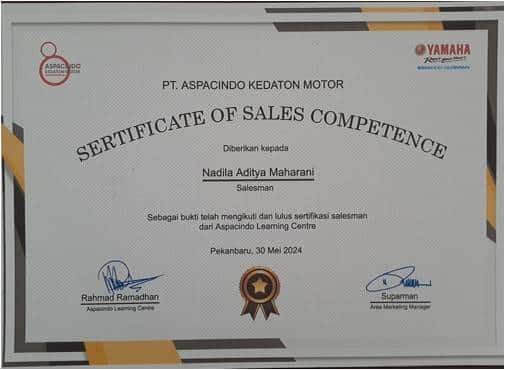 ASPACINDO
KEDATON MOTOR
YAMAHA
PT. ASPACINDO KEDATON MOTOR
SERTIFICATE OF SALES COMPETENCE
Diberikan kepada
Nadila Aditya Maharani
Salesman
Sebagai bukti telah mengikuti dan lulus sertifikasi salesman
dari Aspacindo Learning Centre
Pekanbaru, 30 Mei 2024
Rahmad Ramadhan
Aspacindo Learning Centre
Suparman
Area Marketing Manager